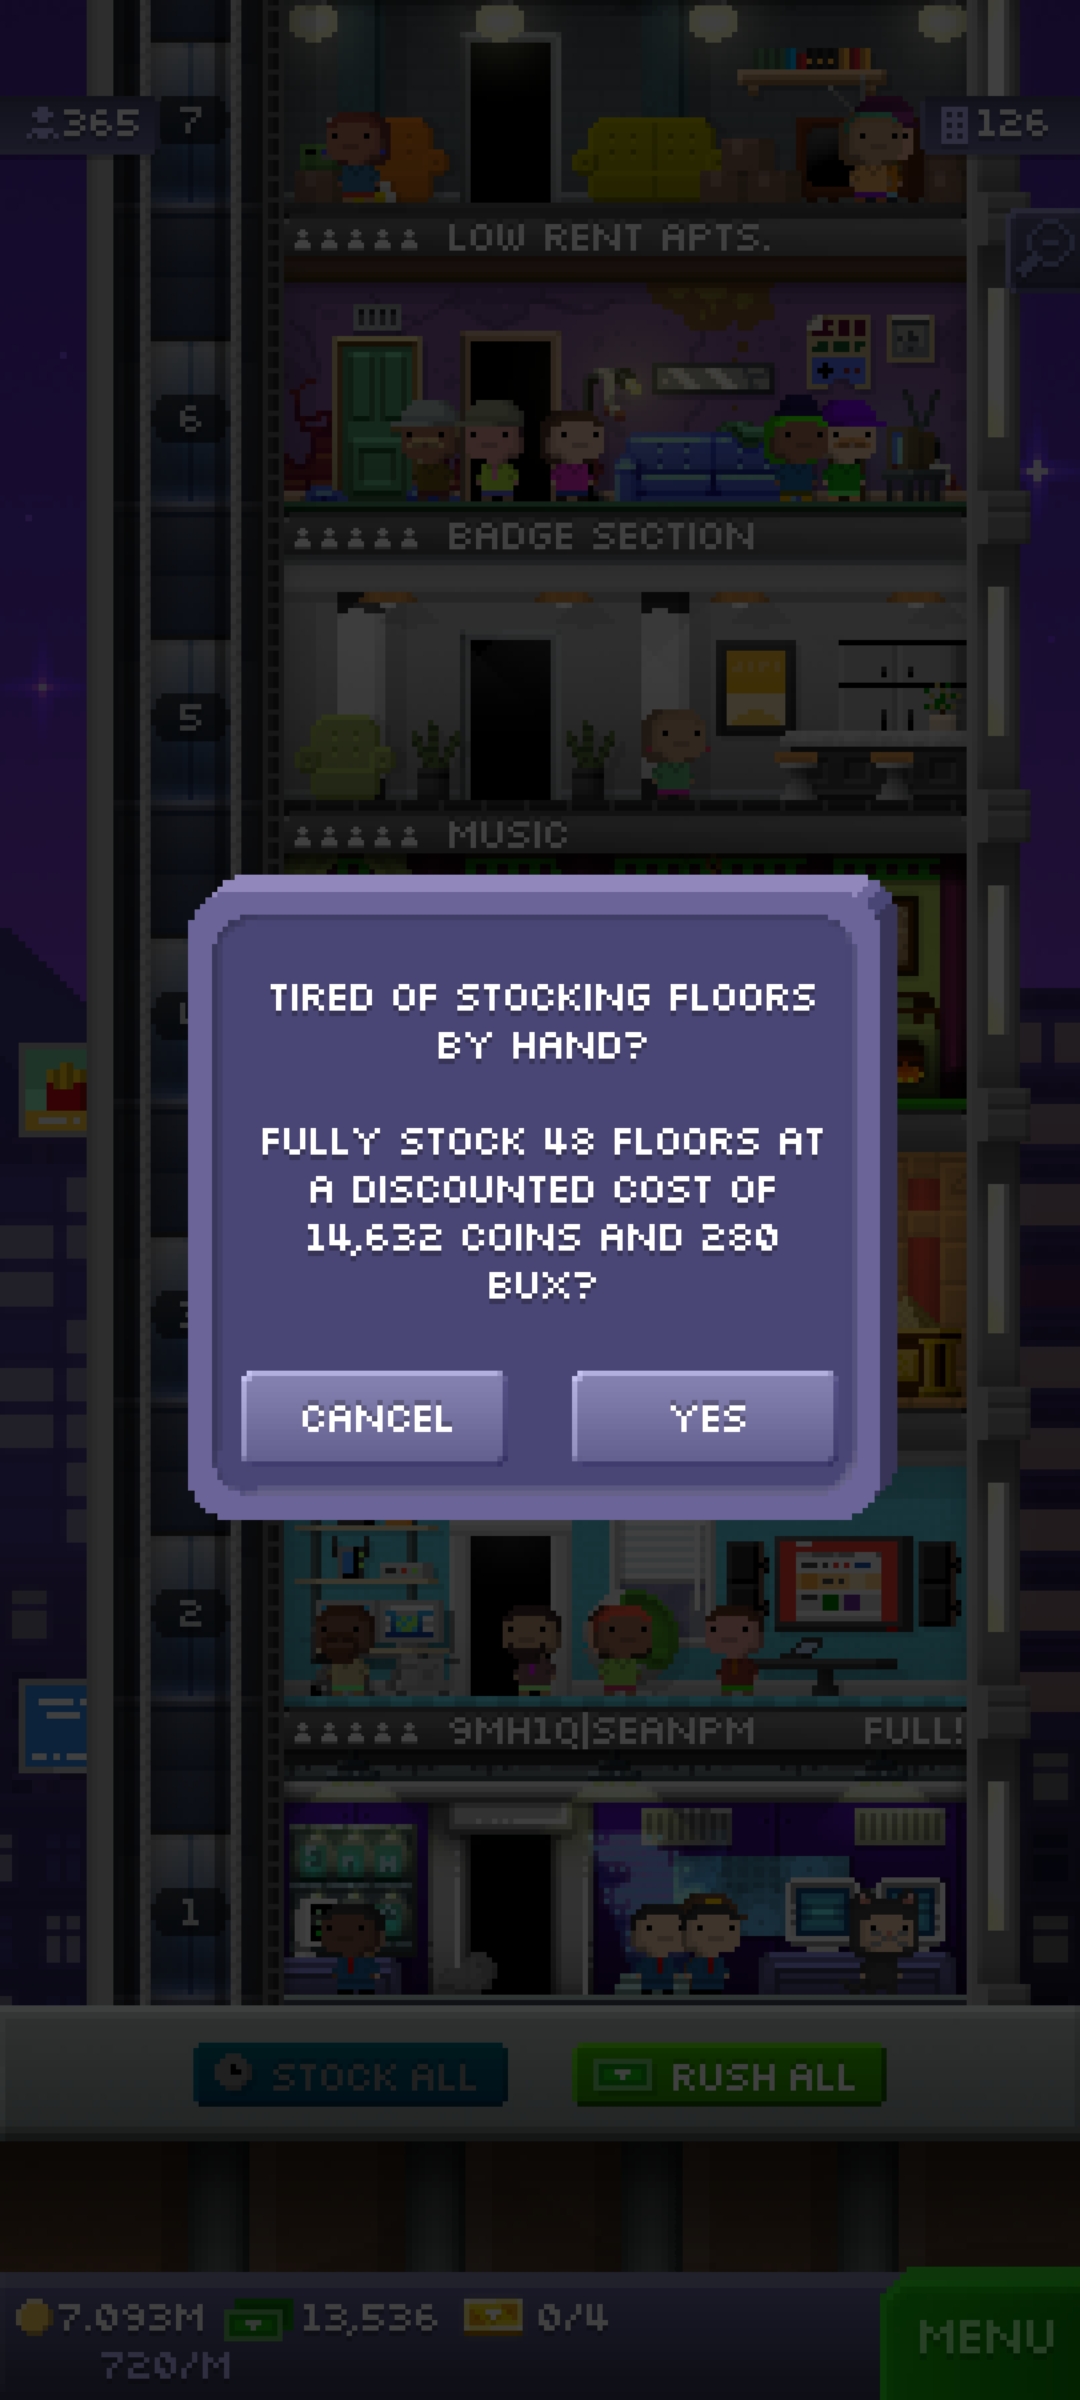 7
365
126
LOW RENT APTS.
6
BADGE SECTION
5
MUSIC
TIRED OF STOCKING FLOORS
BY HAND?
FULLY STOCK 48 FLOORS AT
A DISCOUNTED COST OF
14,632 COINS AND 280
BUX?
CANCEL
YES
2
9MH1Q|SEANPM
FULL!
1
STOCK ALL
RUSH ALL
7.093M
13,536
0/4
720/M
MENU